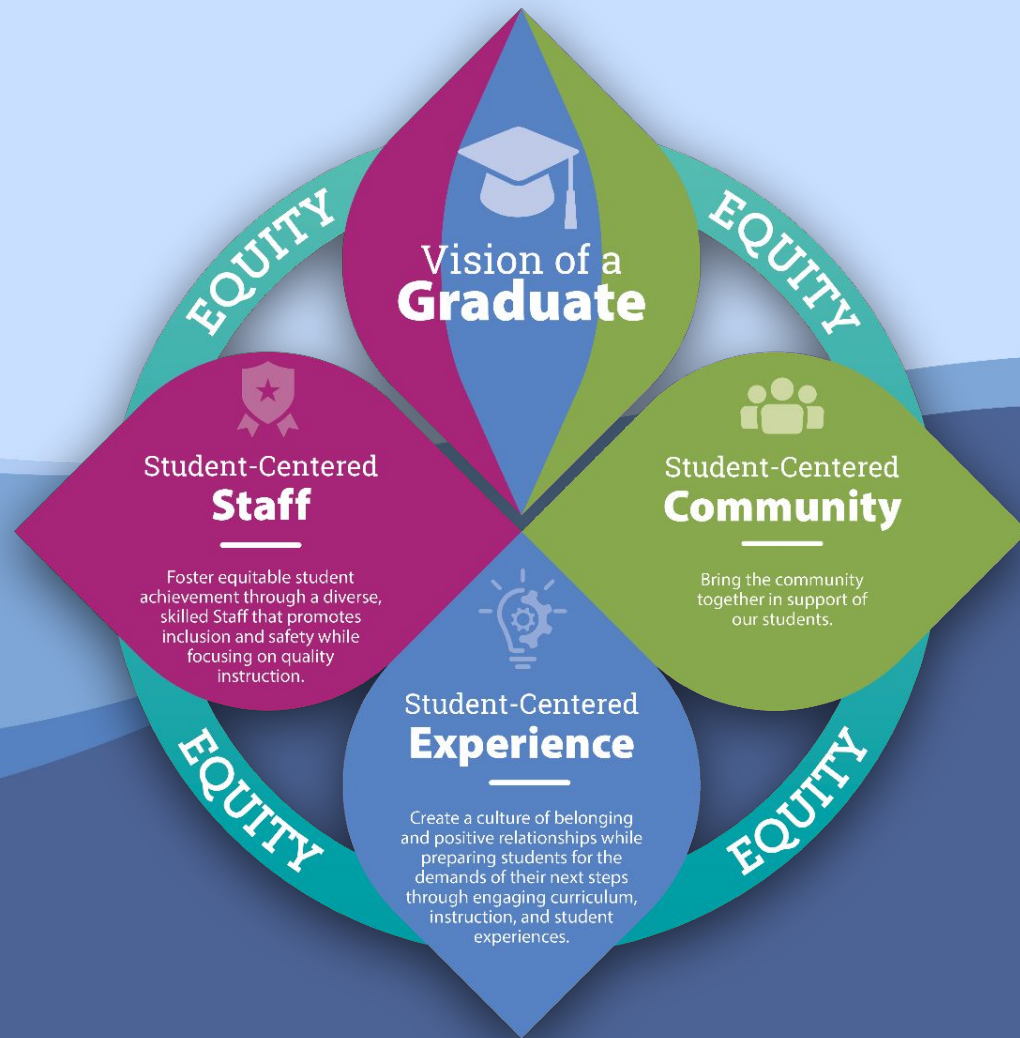 EQUITY
EQUITY
Vision of a
Graduate
Student-Centered
Staff
Foster equitable student
achievement through a diverse,
skilled Staff that promotes
inclusion and safety while
focusing on quality
instruction.
Student-Centered
Community
Bring the community
together in support of
our students.
Student-Centered
Experience
Create a culture of belonging
and positive relationships while
preparing students for the
demands of their next steps
through engaging curriculum,
instruction, and student
experiences.
EQUITY
EQUITY